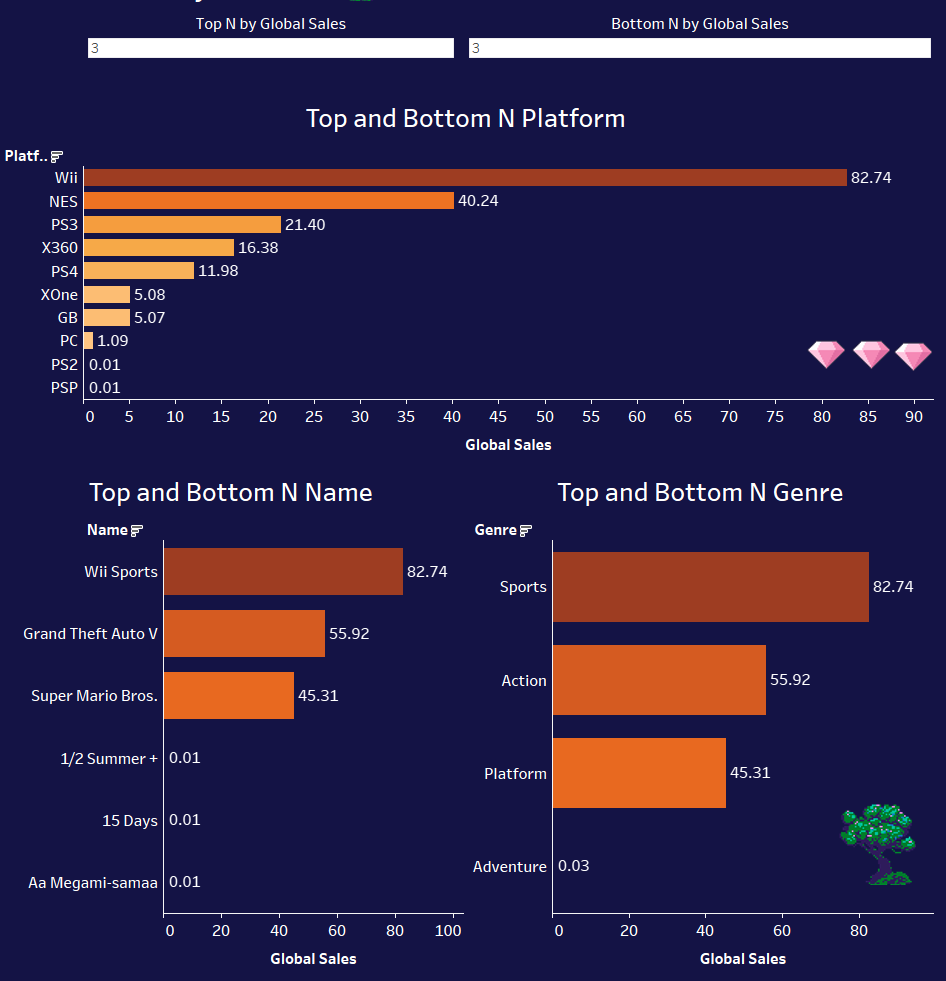 Top N by Global Sales
Bottom N by Global Sales
3
3
Top and Bottom N Platform
Platf..
Wii 82.74
NES 40.24
PS3 21.40
X360 16.38
PS4 11.98
XOne 5.08
GB 5.07
PC 1.09
PS2 0.01
PSP 0.01
0 5 10 15 20 25 30 35 40 45 50 55 60 65 70 75 80 85 90
Global Sales
Top and Bottom N Name
Name
Wii Sports 82.74
Grand Theft Auto V 55.92
Super Mario Bros. 45.31
1/2 Summer + 0.01
15 Days 0.01
Aa Megami-samaa 0.01
0 20 40 60 80 100
Global Sales
Top and Bottom N Genre
Genre
Sports 82.74
Action 55.92
Platform 45.31
Adventure 0.03
0 20 40 60 80
Global Sales